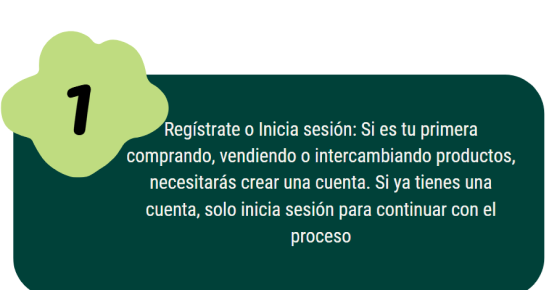 1
Regístrate o Inicia sesión: Si es tu primera
comprando, vendiendo o intercambiando productos,
necesitarás crear una cuenta. Si ya tienes una
cuenta, solo inicia sesión para continuar con el
proceso